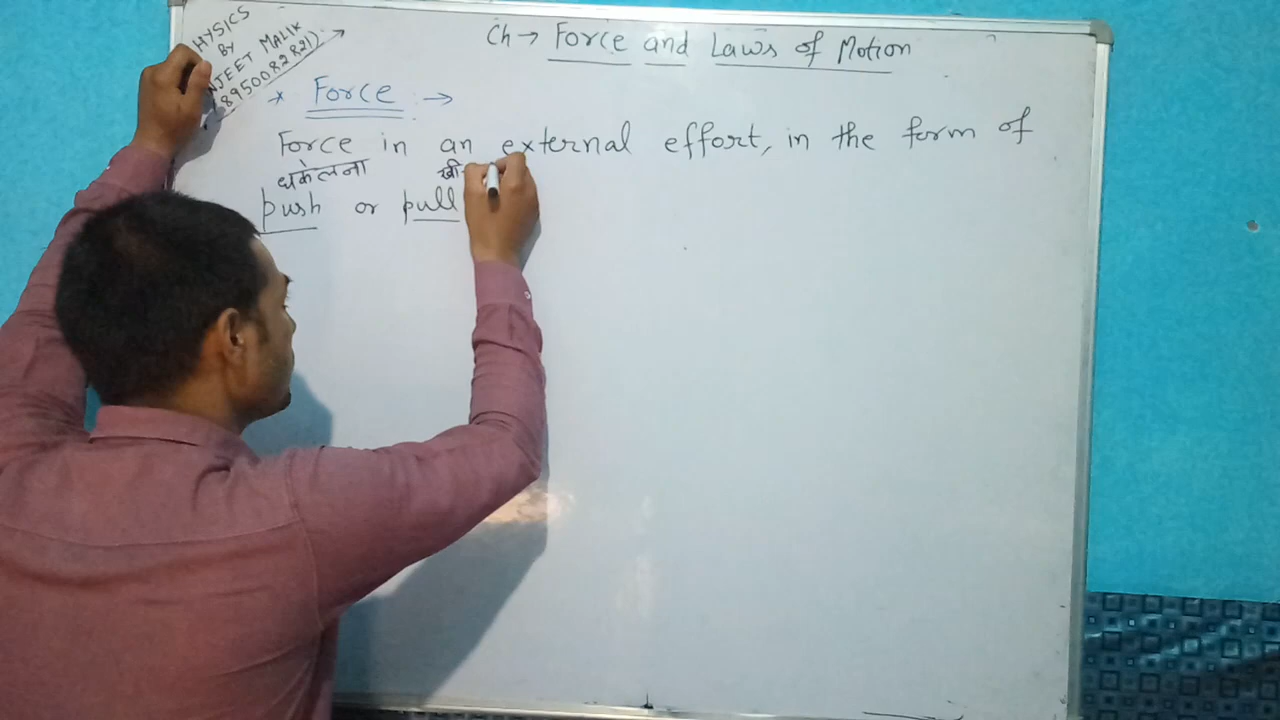 HYSICS
BY
NJEET MALIK
8950082821)
Ch → Force and Laws of Motion
* Force : →
Force in an external effort, in the form of
धकेलना खीं
push or pull